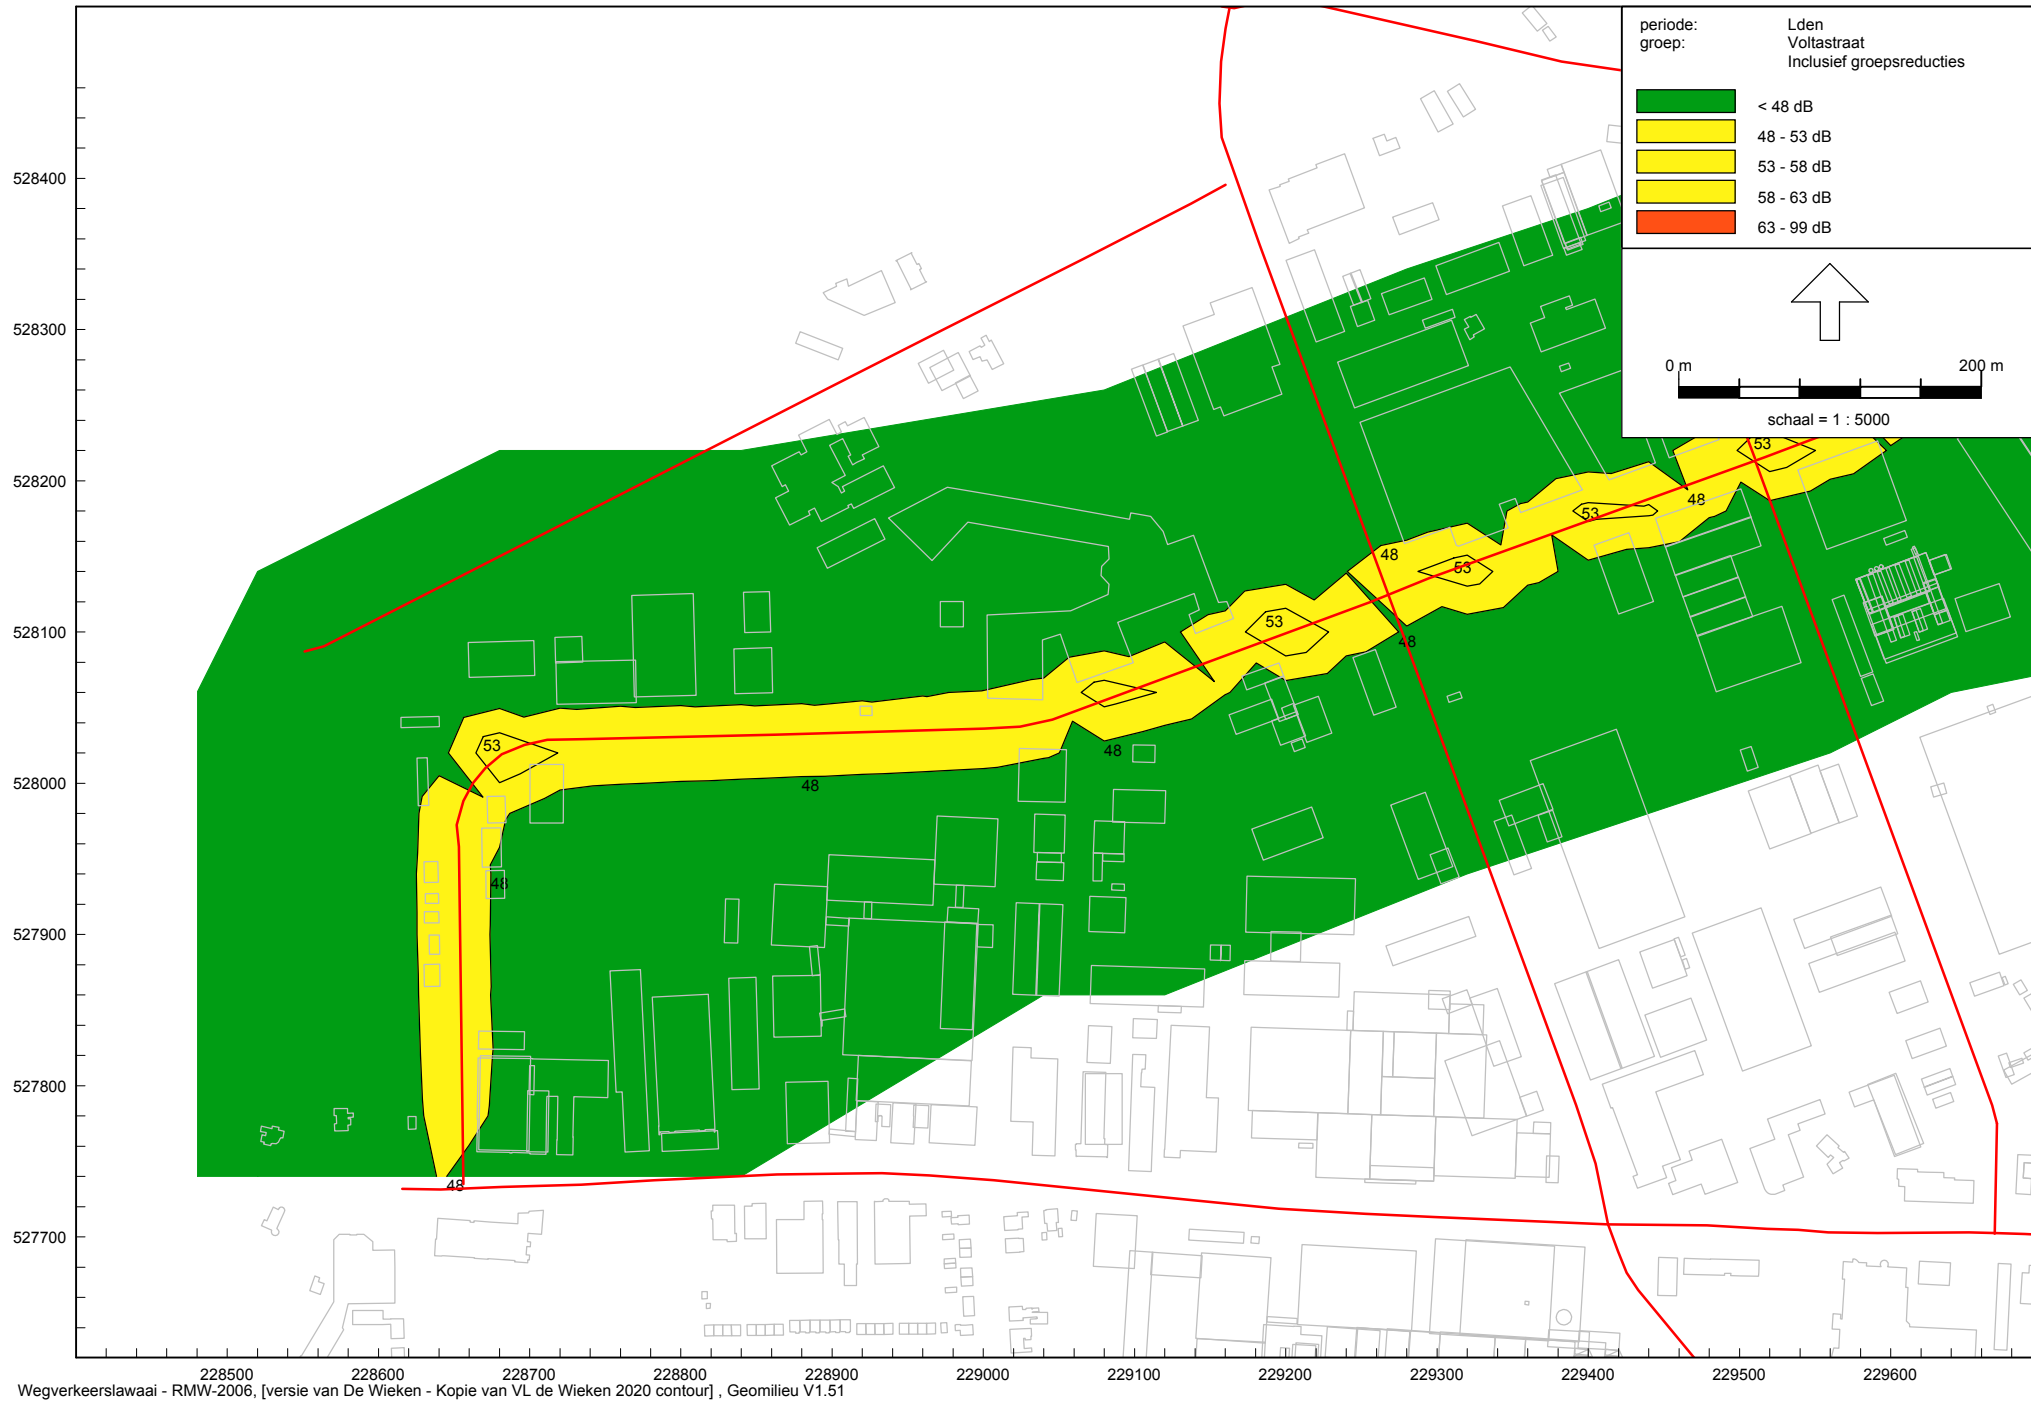 periode: Lden
groep: Voltastraat
Inclusief groepsreducties
< 48 dB
48 - 53 dB
53 - 58 dB
58 - 63 dB
63 - 99 dB
0 m 200 m
schaal = 1 : 5000
528400
528300
528200
528100
528000
527900
527800
527700
53
48
53
48
48
53
53
48
53
48
48
48
48
228500 228600 228700 228800 228900 229000 229100 229200 229300 229400 229500 229600
Wegverkeerslawaai - RMW-2006, [versie van De Wieken - Kopie van VL de Wieken 2020 contour] , Geomilieu V1.51